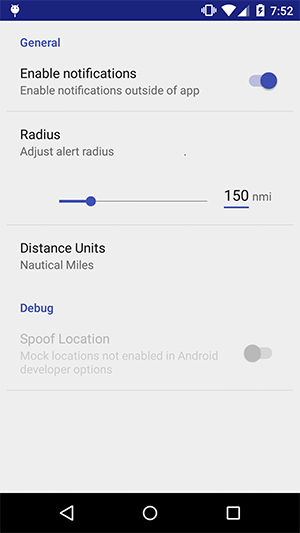 7:52
General
Enable notifications
Enable notifications outside of app
Radius
Adjust alert radius
.
150 nmi
Distance Units
Nautical Miles
Debug
Spoof Location
Mock locations not enabled in Android
developer options